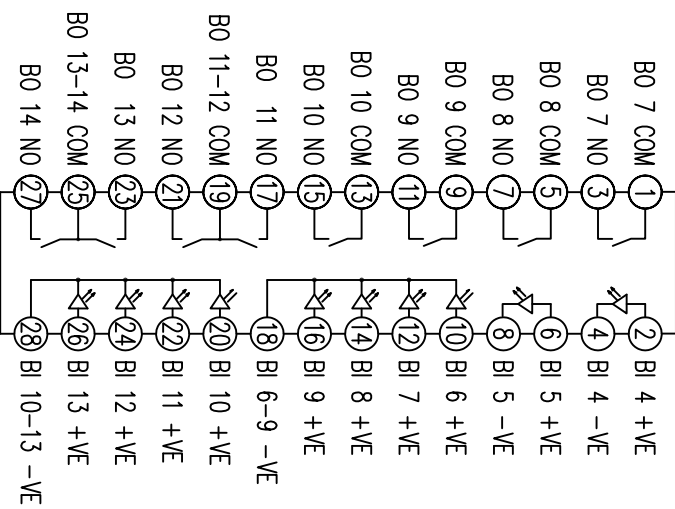 BO 7 COM 1 2 BI 4 +VE
BO 7 NO 3 4 BI 4 -VE
BO 8 COM 5 6 BI 5 +VE
BO 8 NO 7 8 BI 5 -VE
BO 9 COM 9 10 BI 6 +VE
BO 9 NO 11 12 BI 7 +VE
BO 10 COM 13 14 BI 8 +VE
BO 10 NO 15 16 BI 9 +VE
BO 11 NO 17 18 BI 6-9 -VE
BO 11-12 COM 19 20 BI 10 +VE
BO 12 NO 21 22 BI 11 +VE
BO 13 NO 23 24 BI 12 +VE
BO 13-14 COM 25 26 BI 13 +VE
BO 14 NO 27 28 BI 10-13 -VE